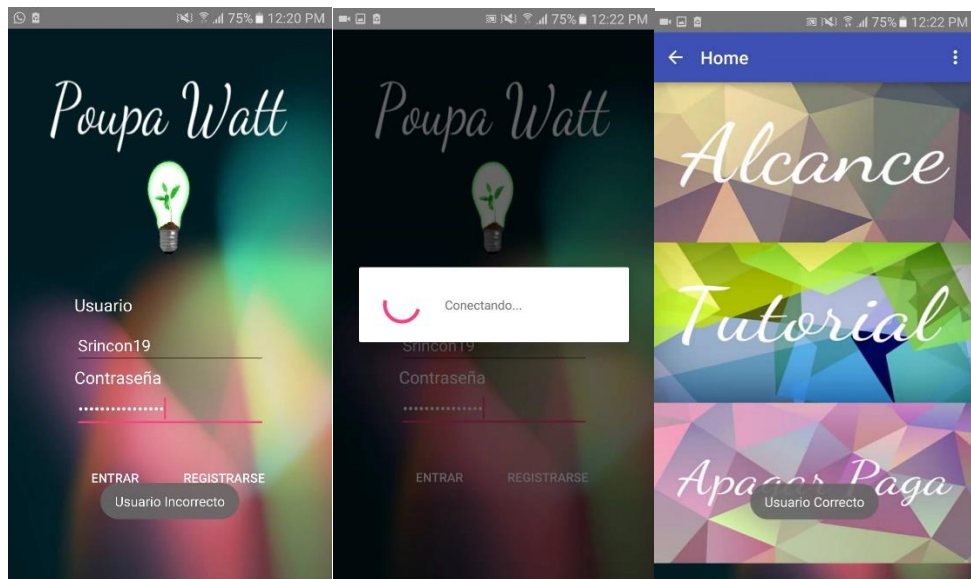 75% 12:20 PM
Poupa Watt
Usuario
Srincon19
Contraseña
ENTRAR REGISTRARSE
Usuario Incorrecto
75% 12:22 PM
Poupa Watt
Conectando...
Srincon19
Contraseña
ENTRAR REGISTRARSE
75% 12:22 PM
Home
Alcance
Tutorial
Apagar Paga
Usuario Correcto